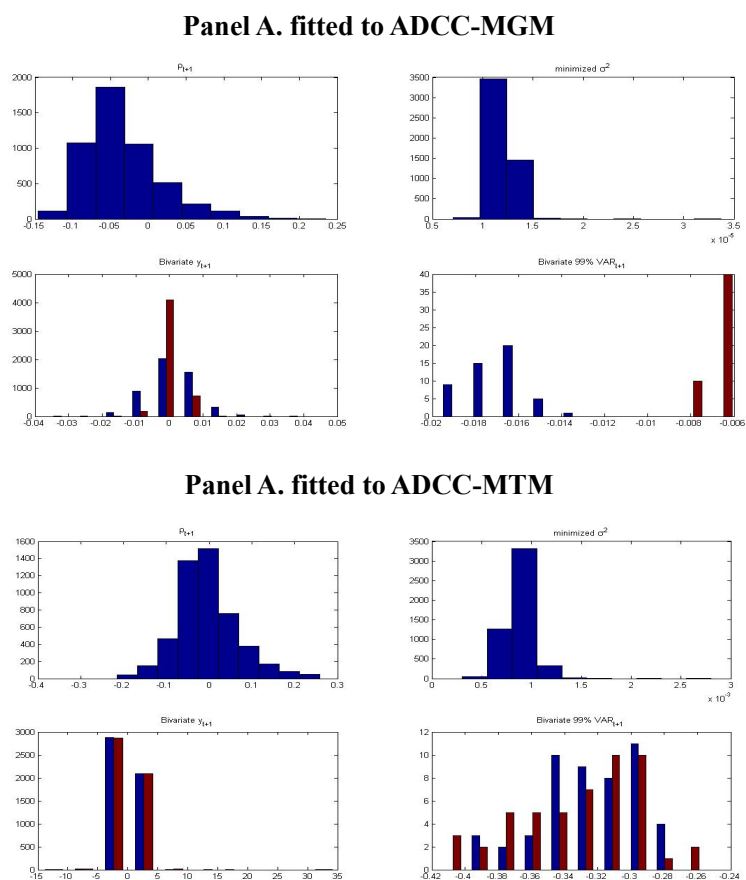 Panel A. fitted to ADCC-MGM
ρt+1
2000
1500
1000
500
0
-0.15 -0.1 -0.05 0 0.05 0.1 0.15 0.2 0.25
minimized σ²
3500
3000
2500
2000
1500
1000
500
0
0.5 1 1.5 2 2.5 3 3.5
x 10⁻⁵
Bivariate yt+1
5000
4000
3000
2000
1000
0
-0.04 -0.03 -0.02 -0.01 0 0.01 0.02 0.03 0.04 0.05
Bivariate 99% VARt+1
40
35
30
25
20
15
10
5
0
-0.02 -0.018 -0.016 -0.014 -0.012 -0.01 -0.008 -0.006
Panel A. fitted to ADCC-MTM
ρt+1
1600
1400
1200
1000
800
600
400
200
0
-0.4 -0.3 -0.2 -0.1 0 0.1 0.2 0.3
minimized σ²
3500
3000
2500
2000
1500
1000
500
0
0 0.5 1 1.5 2 2.5 3
x 10⁻³
Bivariate yt+1
3000
2500
2000
1500
1000
500
0
-15 -10 -5 0 5 10 15 20 25 30 35
Bivariate 99% VARt+1
12
10
8
6
4
2
0
-0.42 -0.4 -0.38 -0.36 -0.34 -0.32 -0.3 -0.28 -0.26 -0.24